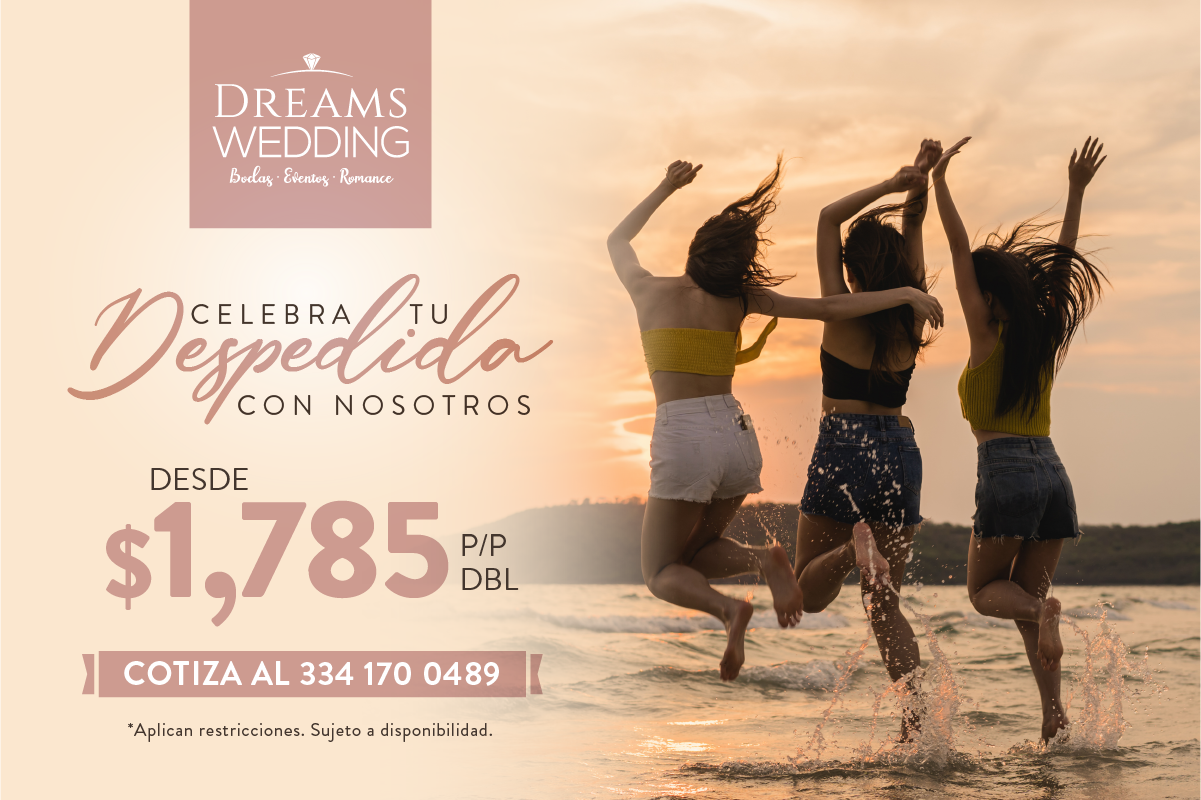 DREAMS
WEDDING
Bodas · Eventos · Romance
CELEBRA TU
Despedida
CON NOSOTROS
DESDE
$1,785 P/P
DBL
COTIZA AL 334 170 0489
*Aplican restricciones. Sujeto a disponibilidad.